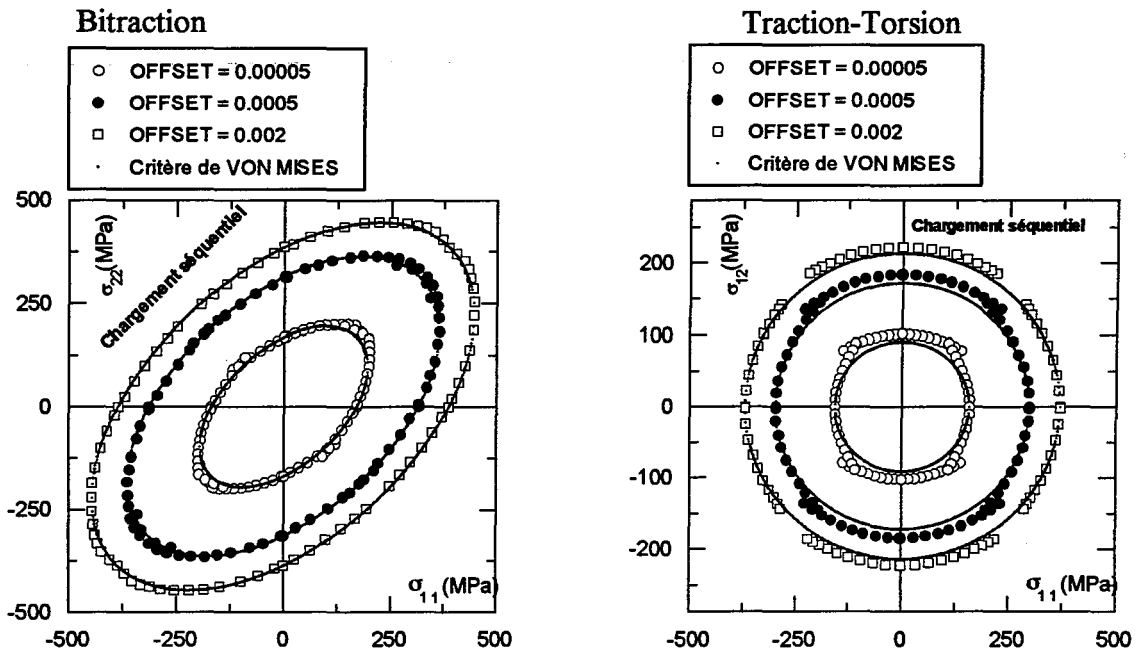 Bitraction
OFFSET = 0.00005
OFFSET = 0.0005
OFFSET = 0.002
Critère de VON MISES
500
250
0
-250
-500
σ22(MPa)
Chargement séquentiel
σ11(MPa)
-500
-250
0
250
500
Traction-Torsion
OFFSET = 0.00005
OFFSET = 0.0005
OFFSET = 0.002
Critère de VON MISES
200
100
0
-100
-200
σ12(MPa)
Chargement séquentiel
σ11(MPa)
-500
-250
0
250
500